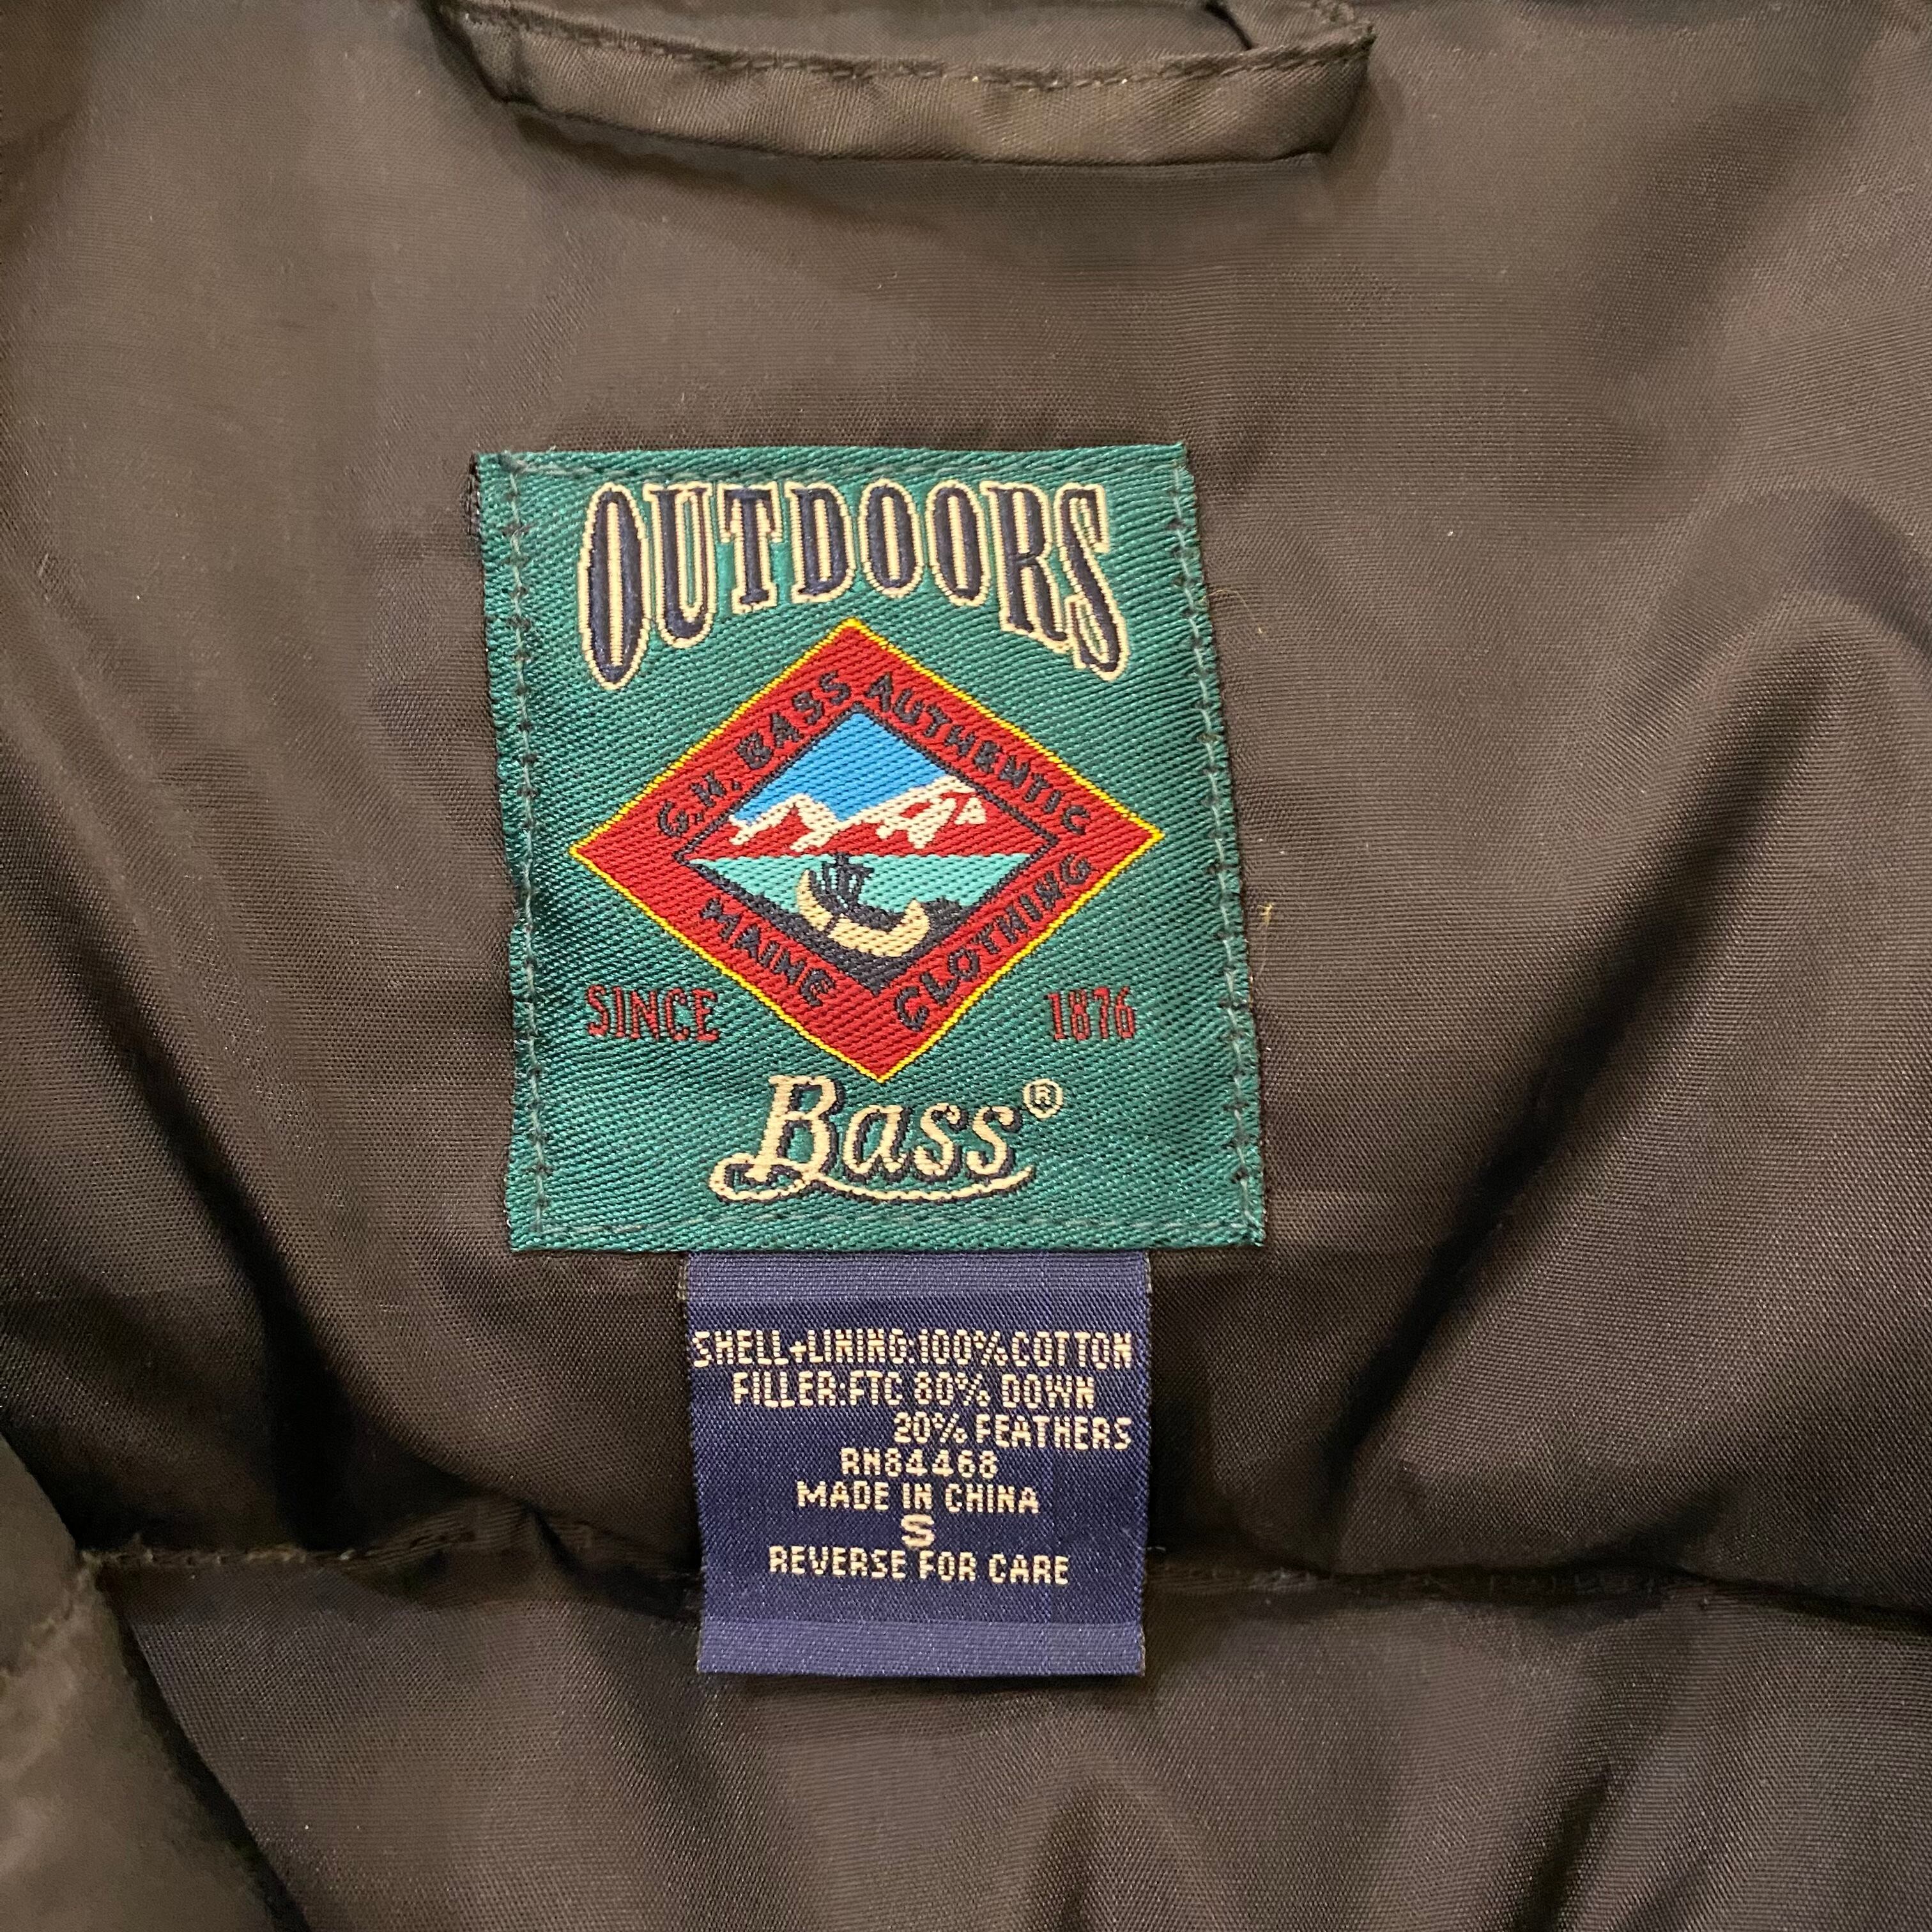 OUTDOORS
G.H. BASS AUTHENTIC
MAINE CLOTHING
SINCE 1876
Bass®
SHELL+LINING:100%COTTON
FILLER:FTC 80% DOWN
20% FEATHERS
RN84468
MADE IN CHINA
S
REVERSE FOR CARE